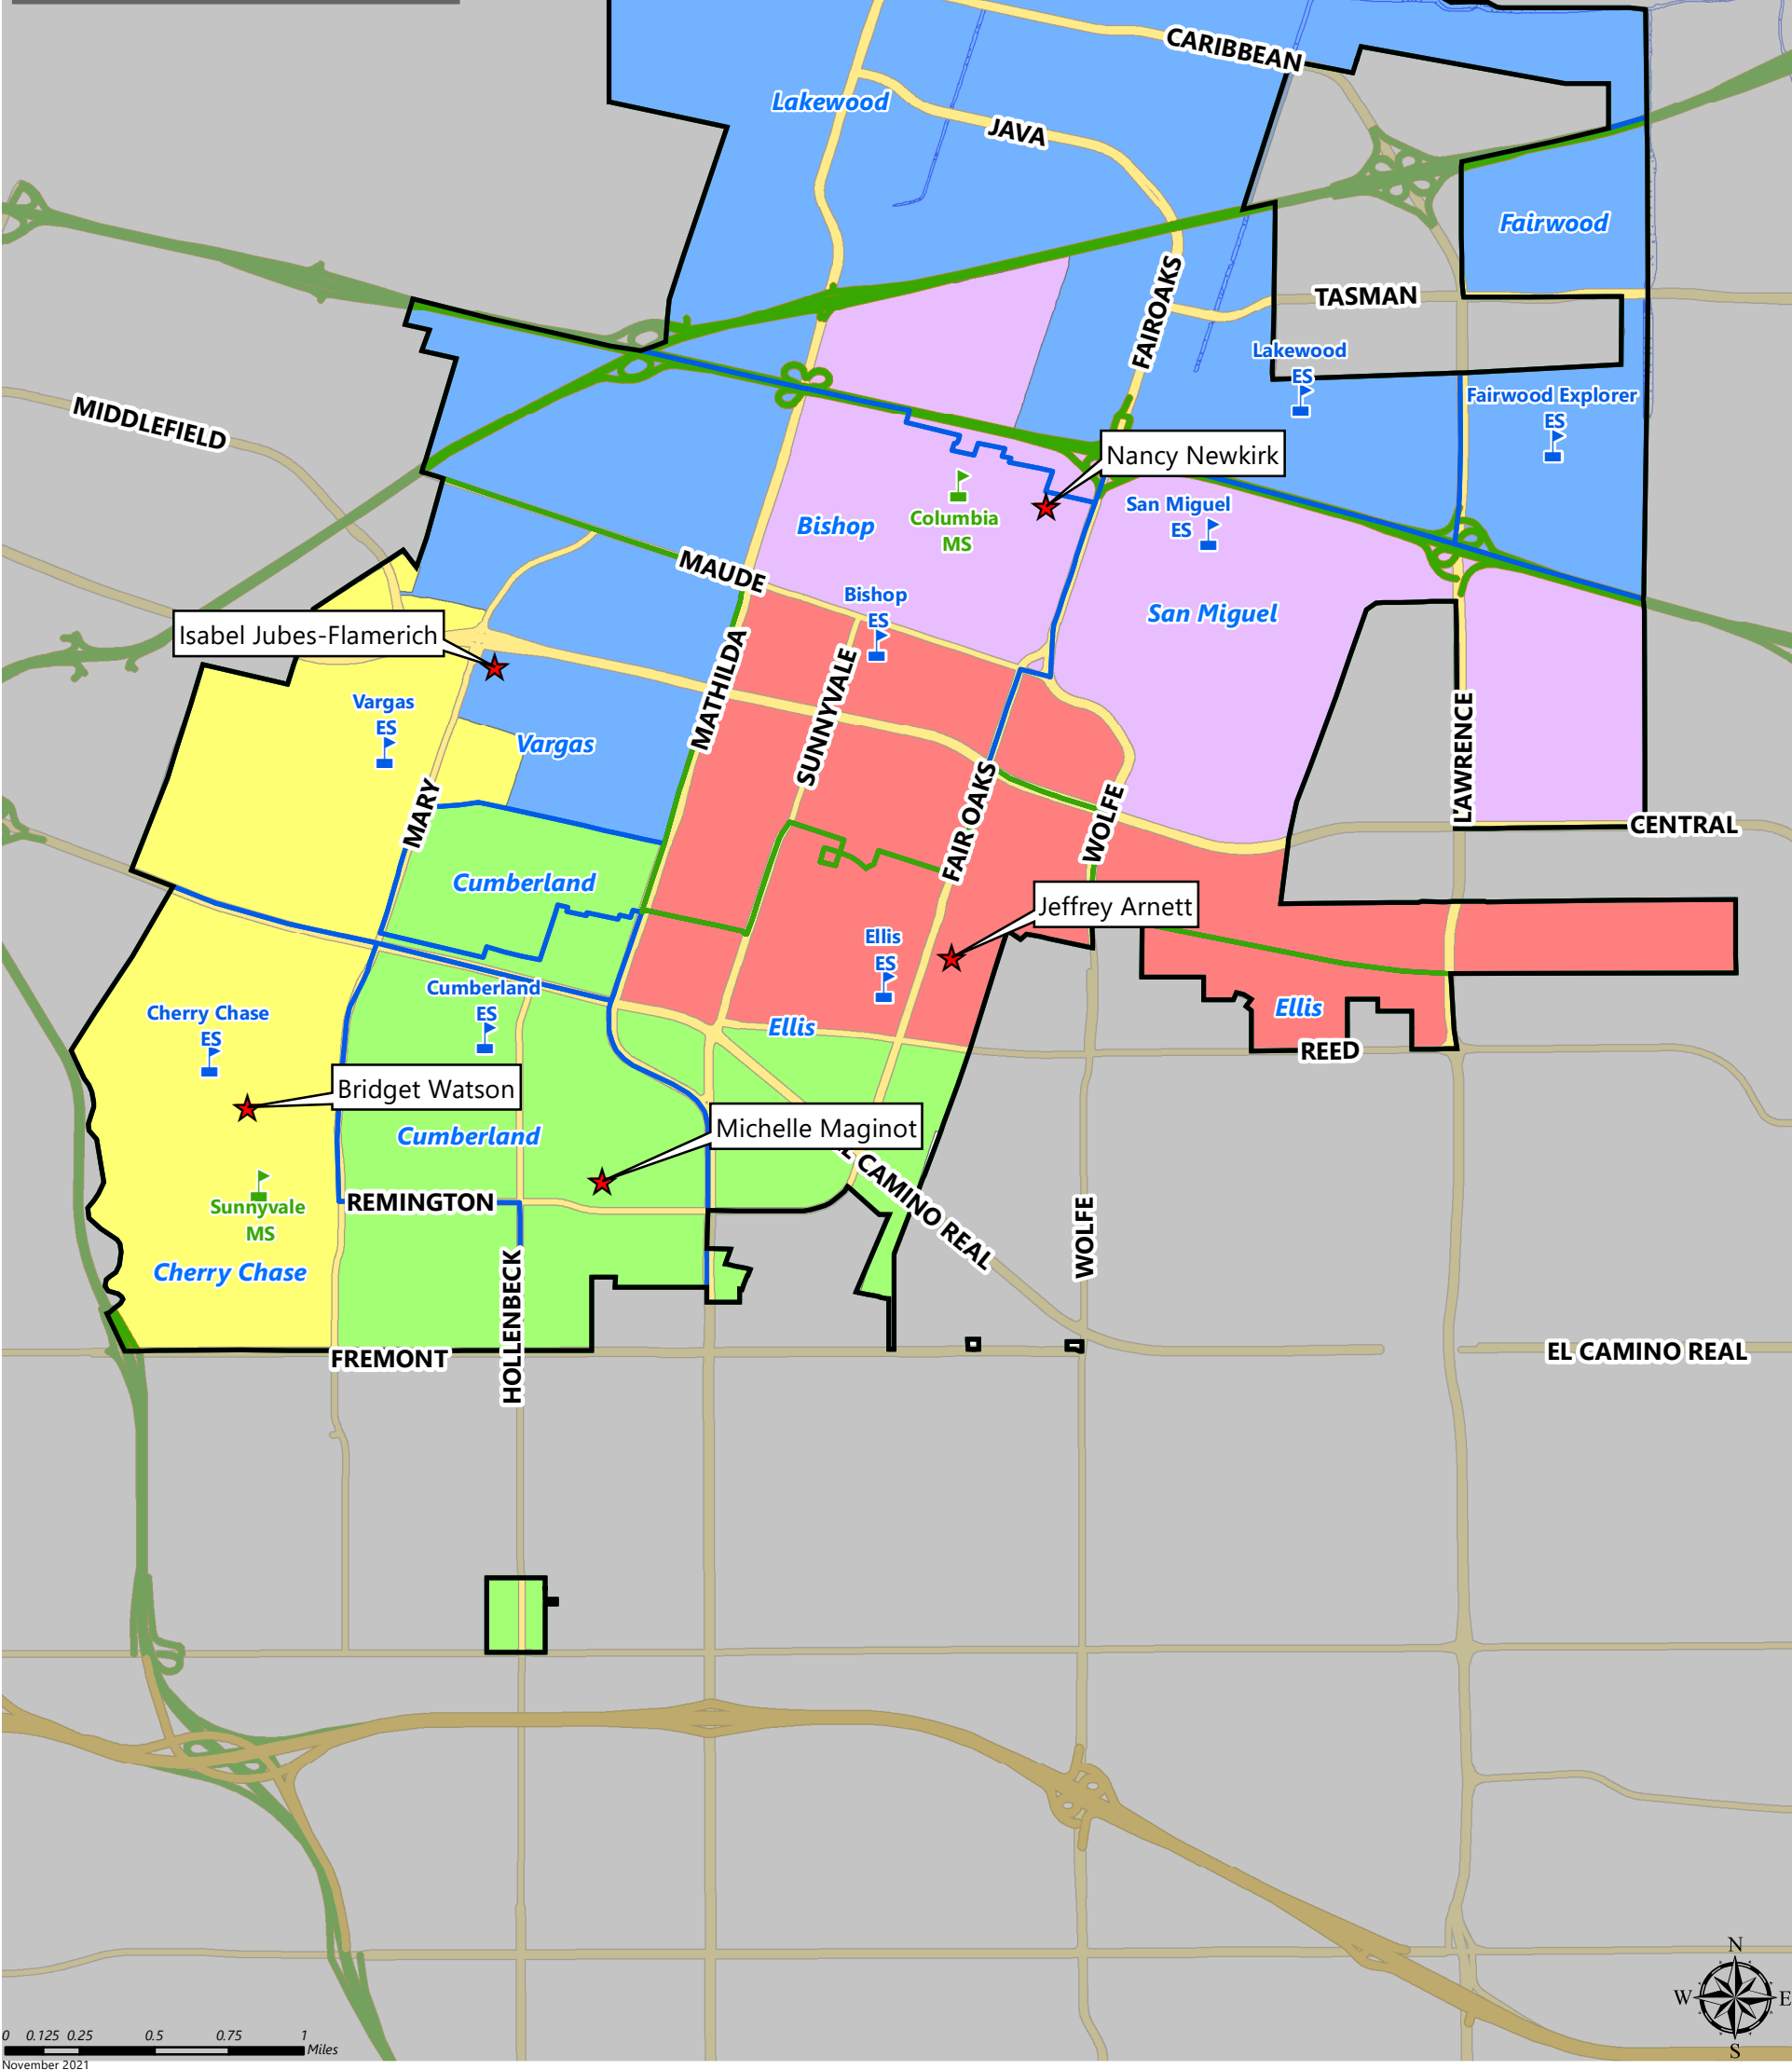 CARIBBEAN
Lakewood
JAVA
Fairwood
TASMAN
FAIROAKS
Lakewood
ES
Fairwood Explorer
ES
MIDDLEFIELD
Nancy Newkirk
San Miguel
ES
Columbia
MS
Bishop
MAUDE
Bishop
ES
San Miguel
Isabel Jubes-Flamerich
MATHILDA
SUNNYVALE
Vargas
ES
Vargas
LAWRENCE
MARY
FAIR OAKS
WOLFE
CENTRAL
Cumberland
Jeffrey Arnett
Ellis
ES
Cumberland
ES
Cherry Chase
ES
Ellis
Ellis
REED
Bridget Watson
Cumberland
Michelle Maginot
EL CAMINO REAL
Sunnyvale
MS
REMINGTON
WOLFE
Cherry Chase
HOLLENBECK
FREMONT
EL CAMINO REAL
N
W
E
S
0 0.125 0.25 0.5 0.75 1
Miles
November 2021